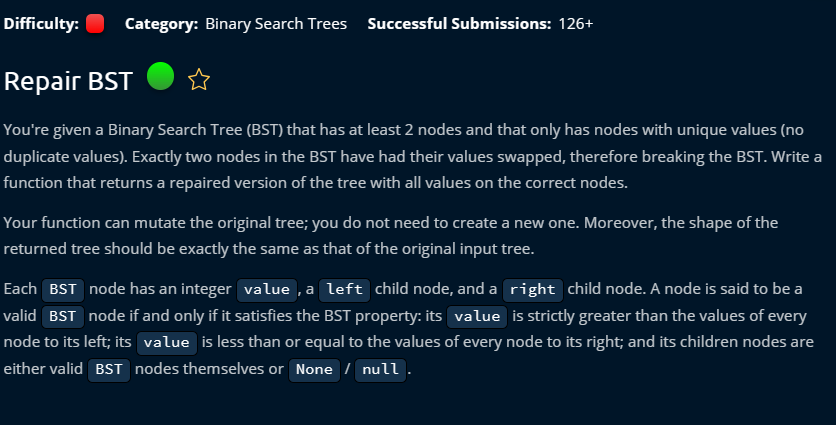 Difficulty: Category: Binary Search Trees Successful Submissions: 126+
Repair BST
You're given a Binary Search Tree (BST) that has at least 2 nodes and that only has nodes with unique values (no
duplicate values). Exactly two nodes in the BST have had their values swapped, therefore breaking the BST. Write a
function that returns a repaired version of the tree with all values on the correct nodes.
Your function can mutate the original tree; you do not need to create a new one. Moreover, the shape of the
returned tree should be exactly the same as that of the original input tree.
Each BST node has an integer value, a left child node, and a right child node. A node is said to be a
valid BST node if and only if it satisfies the BST property: its value is strictly greater than the values of every
node to its left; its value is less than or equal to the values of every node to its right; and its children nodes are
either valid BST nodes themselves or None / null.